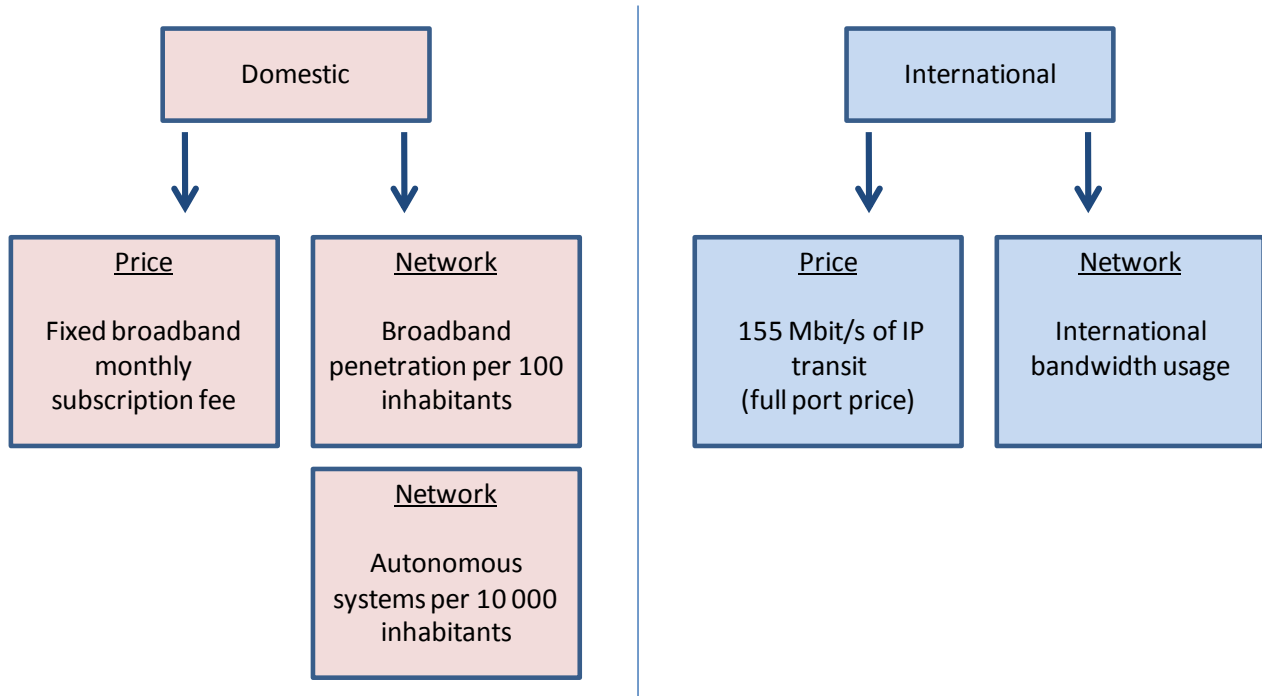 Domestic
Price
Fixed broadband
monthly
subscription fee
Network
Broadband
penetration per 100
inhabitants
Network
Autonomous
systems per 10 000
inhabitants
International
Price
155 Mbit/s of IP
transit
(full port price)
Network
International
bandwidth usage